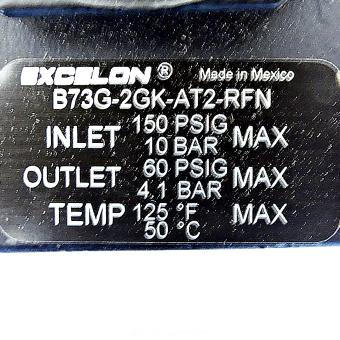 EXCELON® Made in Mexico
B73G-2GK-AT2-RFN
INLET 150 PSIG 10 BAR MAX
OUTLET 60 PSIG 4.1 BAR MAX
TEMP 125 °F 50 °C MAX